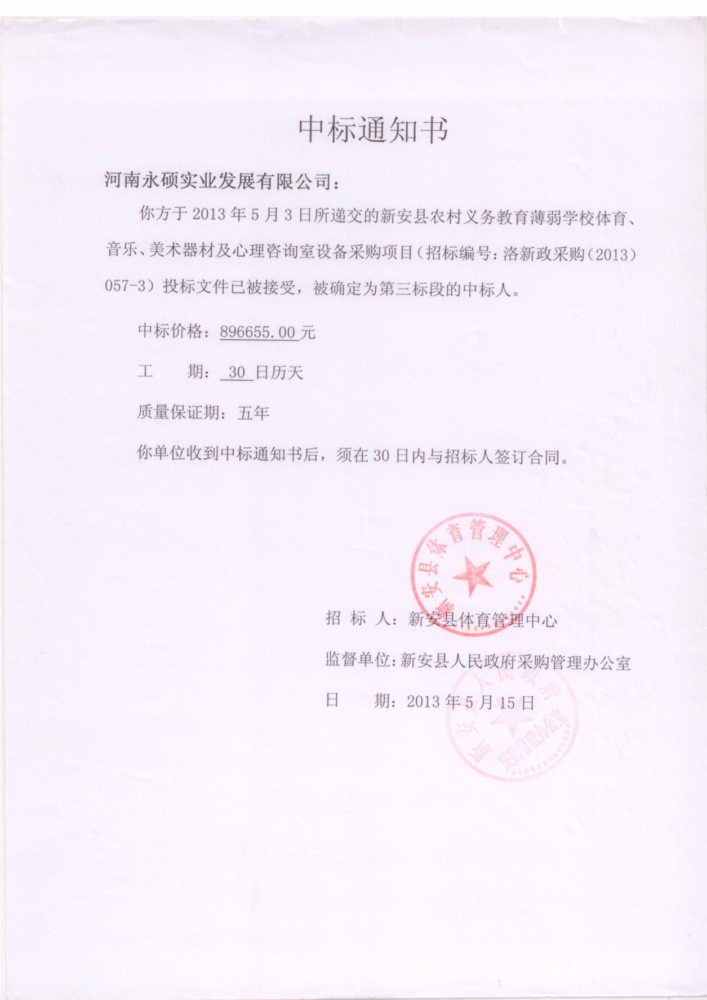 中标通知书
河南永硕实业发展有限公司:
你方于 2013 年 5 月 3 日所递交的新安县农村义务教育薄弱学校体育、
音乐、美术器材及心理咨询室设备采购项目(招标编号: 洛新政采购(2013)
057-3) 投标文件已被接受, 被确定为第三标段的中标人。
中标价格: 896655.00 元
工 期: 30 日历天
质量保证期: 五年
你单位收到中标通知书后, 须在 30 日内与招标人签订合同。
新安县体育管理中心
招 标 人: 新安县体育管理中心
监督单位: 新安县人民政府采购管理办公室
日 期: 2013 年 5 月 15 日
新安县人民政府
采购管理办公室